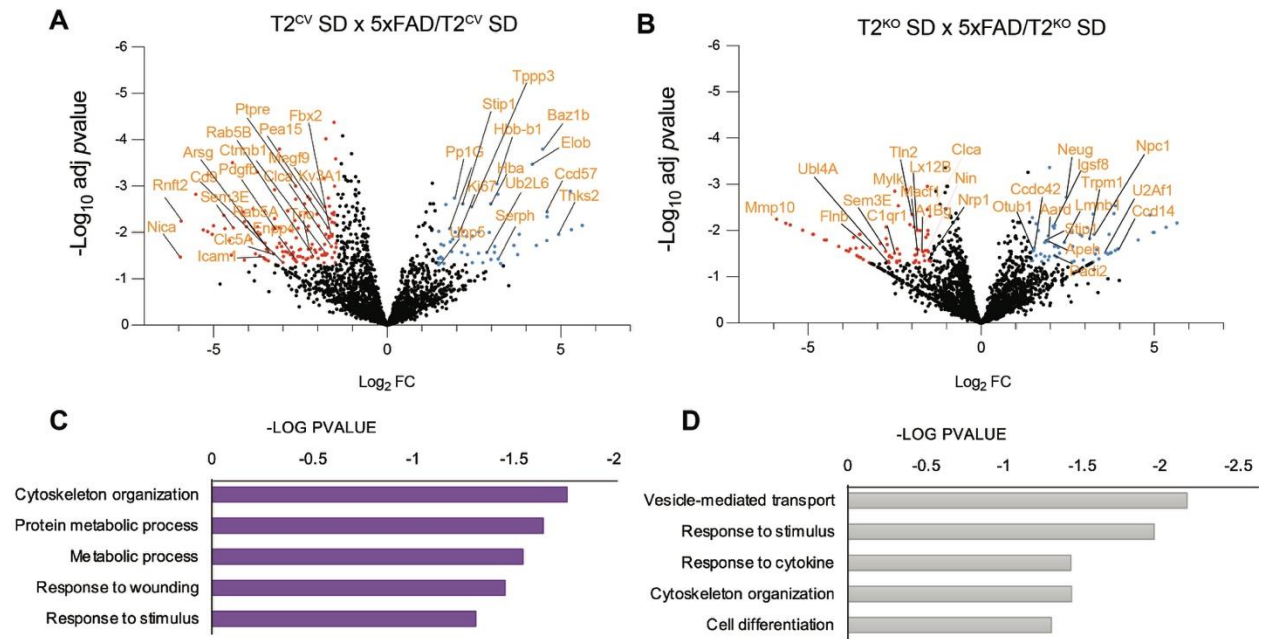 A
T2CV SD x 5xFAD/T2CV SD
-Log10 adj pvalue
-6
-5
-4
-3
-2
-1
0
Tppp3
Ptpre
Fbx2
Stip1
Baz1b
Rab5B
Pea15
Hbb-b1
Elob
Arsg
Ctnnb1
Megf9
Pp1G
Hba
Ccd57
Cd9
Pdgfb
Clca
Kv3A1
Ki67
Ub2L6
Thks2
Rnft2
Sem3E
Serph
Nica
Rab5A
Enpp4
Clc5A
Icam1
-5
0
5
Log2 FC
B
T2KO SD x 5xFAD/T2KO SD
-Log10 adj pvalue
-6
-5
-4
-3
-2
-1
0
Clca
Neug
Npc1
Tln2
Igsf8
Ubl4A
Lx12B
Nin
Trpm1
Mylk
Ccdc42
U2Af1
Mmp10
Sem3E
Nrp1
Otub1
Aard
Lmnb1
Ccd14
Flnb
C1qr1
A1Bg
Stip1
Apeh
Padi2
-5
0
5
Log2 FC
C
-LOG PVALUE
0
-0.5
-1
-1.5
-2
Cytoskeleton organization
Protein metabolic process
Metabolic process
Response to wounding
Response to stimulus
D
-LOG PVALUE
0
-0.5
-1
-1.5
-2
-2.5
Vesicle-mediated transport
Response to stimulus
Response to cytokine
Cytoskeleton organization
Cell differentiation